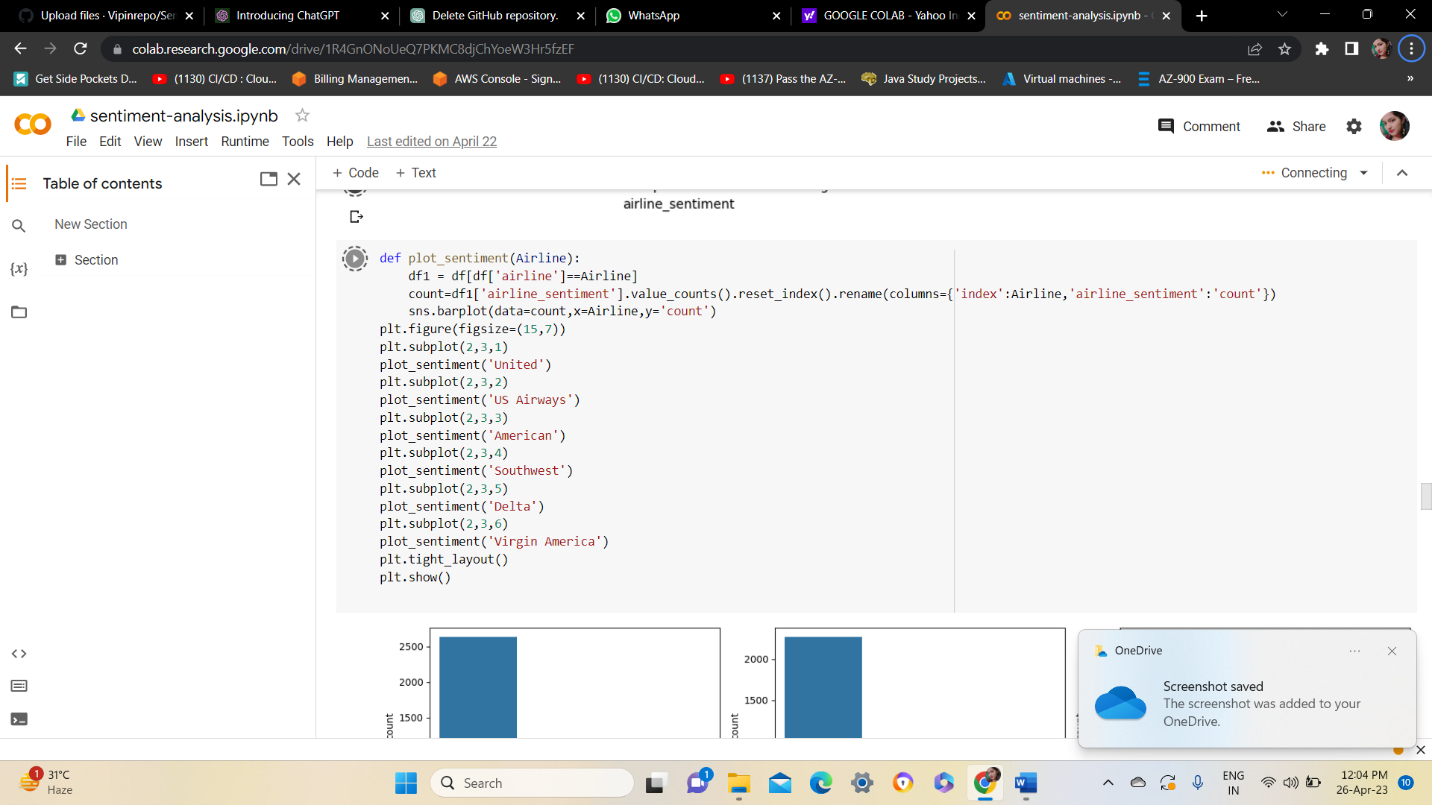 Upload files · Vipinrepo/Ser
Introducing ChatGPT
Delete GitHub repository.
WhatsApp
GOOGLE COLAB - Yahoo In
sentiment-analysis.ipynb -
colab.research.google.com/drive/1R4GnONoUeQ7PKMC8djChYoeW3Hr5fzEF
Get Side Pockets D...
(1130) CI/CD : Clou...
Billing Managemen...
AWS Console - Sign...
(1130) CI/CD: Cloud...
(1137) Pass the AZ-...
Java Study Projects...
Virtual machines -...
AZ-900 Exam – Fre...
»
sentiment-analysis.ipynb
File Edit View Insert Runtime Tools Help Last edited on April 22
Comment
Share
Table of contents
New Section
Section
{x}
+ Code + Text
Connecting
airline_sentiment
def plot_sentiment(Airline):
df1 = df[df['airline']==Airline]
count=df1['airline_sentiment'].value_counts().reset_index().rename(columns={'index':Airline,'airline_sentiment':'count'})
sns.barplot(data=count,x=Airline,y='count')
plt.figure(figsize=(15,7))
plt.subplot(2,3,1)
plot_sentiment('United')
plt.subplot(2,3,2)
plot_sentiment('US Airways')
plt.subplot(2,3,3)
plot_sentiment('American')
plt.subplot(2,3,4)
plot_sentiment('Southwest')
plt.subplot(2,3,5)
plot_sentiment('Delta')
plt.subplot(2,3,6)
plot_sentiment('Virgin America')
plt.tight_layout()
plt.show()
2500
2000
1500
ount
2000
1500
ount
OneDrive
Screenshot saved
The screenshot was added to your
OneDrive.
1
31°C
Haze
Search
1
ENG
IN
12:04 PM
26-Apr-23
10